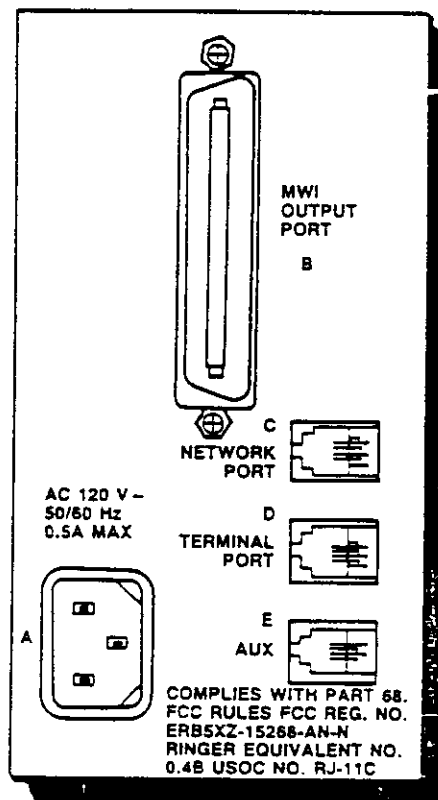 MWI
OUTPUT
PORT
B
C
NETWORK
PORT
AC 120 V ~
50/60 Hz
0.5A MAX
D
TERMINAL
PORT
A
E
AUX
COMPLIES WITH PART 68.
FCC RULES FCC REG. NO.
ERB5XZ-15268-AN-N
RINGER EQUIVALENT NO.
0.4B USOC NO. RJ-11C